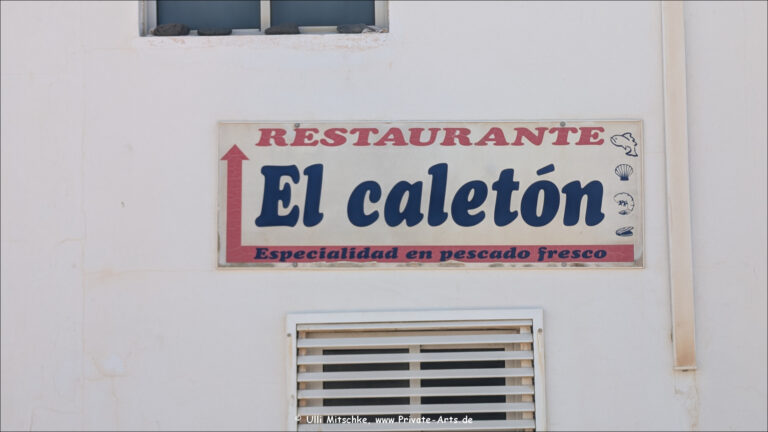 RESTAURANTE
El caletón
Especialidad en pescado fresco
© Ulli Mitschke, www.Private-Arts.de